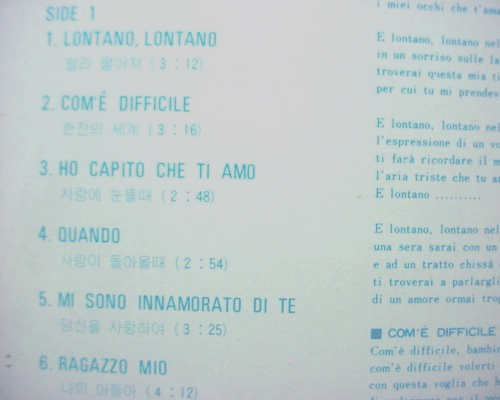 SIDE 1
1. LONTANO, LONTANO
멀리 떨어져 (3 : 12)
2. COM'É DIFFICILE
(3 : 16)
3. HO CAPITO CHE TI AMO
사랑에 눈뜰때 (2 : 48)
4. QUANDO
사랑이 돌아올때 (2 : 54)
5. MI SONO INNAMORATO DI TE
당신을 사랑하여 (3 : 25)
6. RAGAZZO MIO
나의 아들아 (4 : 12)
i miei occhi che t'ama
E lontano, lontano nel
in un sorriso sulle la
troverai questa mia ti
per cui tu mi prendev
E lontano, lontano nel
l'espressione di un vo
ti farà ricordare il m
l'aria triste che tu a
E lontano ..........
E lontano, lontano nel
una sera sarai con un
e ad un tratto chissà
ti troverai a parlargli
di un amore ormai trop
■ COM'É DIFFICILE
Com'è difficile, bambin
com'è difficile volerti
con questa voglia che h